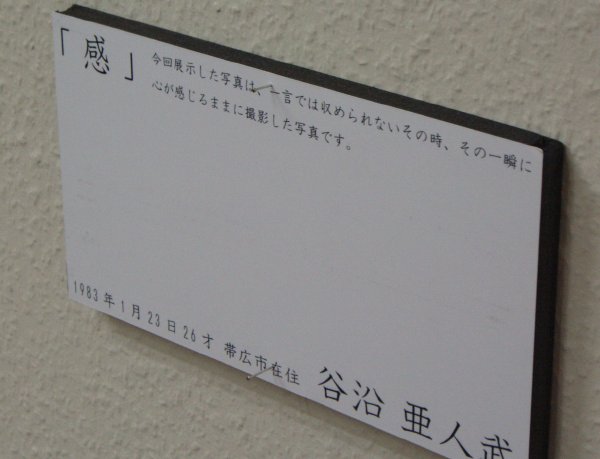 「感」
今回展示した写真は、一言では収められないその時、その一瞬に
心が感じるままに撮影した写真です。
1983年1月23日26才 帯広市在住 谷沿 亜人武